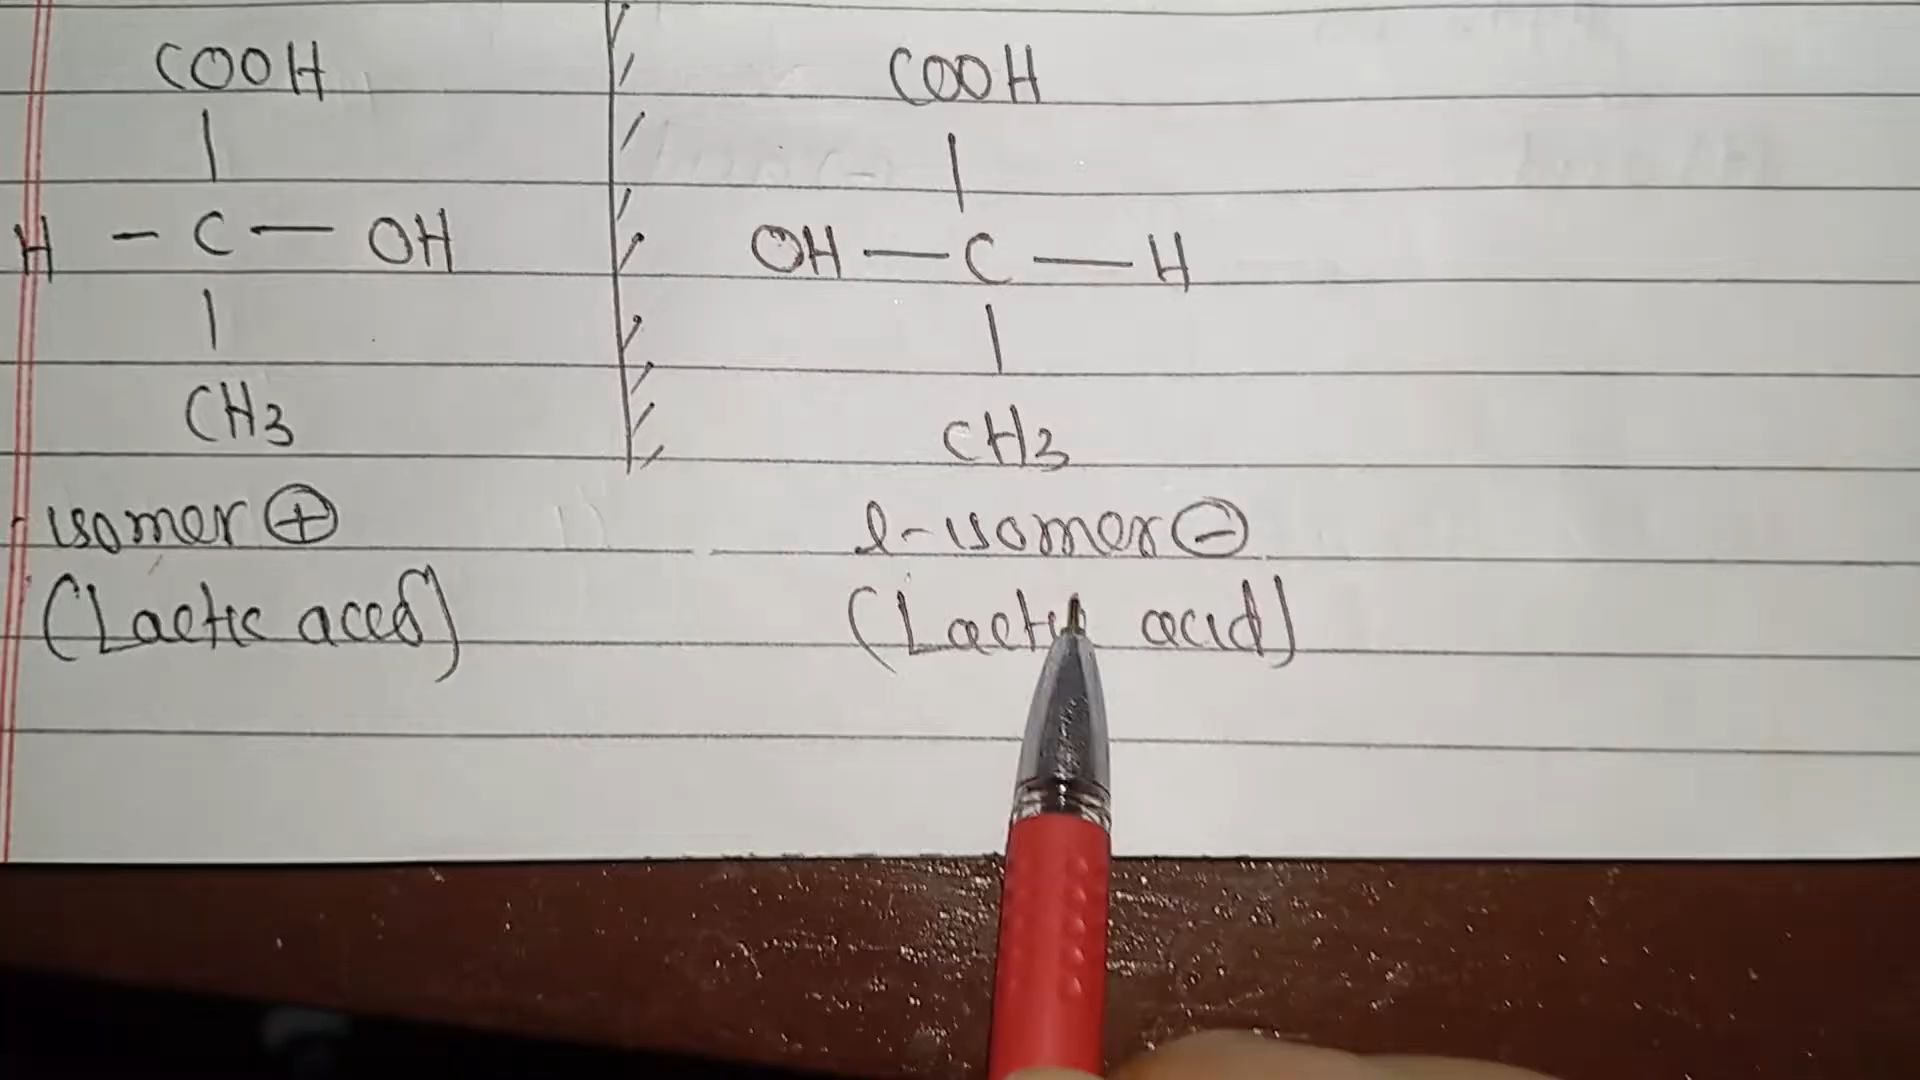 COOH COOH
| |
H - C - OH OH - C - H
| |
CH3 CH3
isomer ⊕ l-isomer ⊖
(Lactic acid) (Lactic acid)